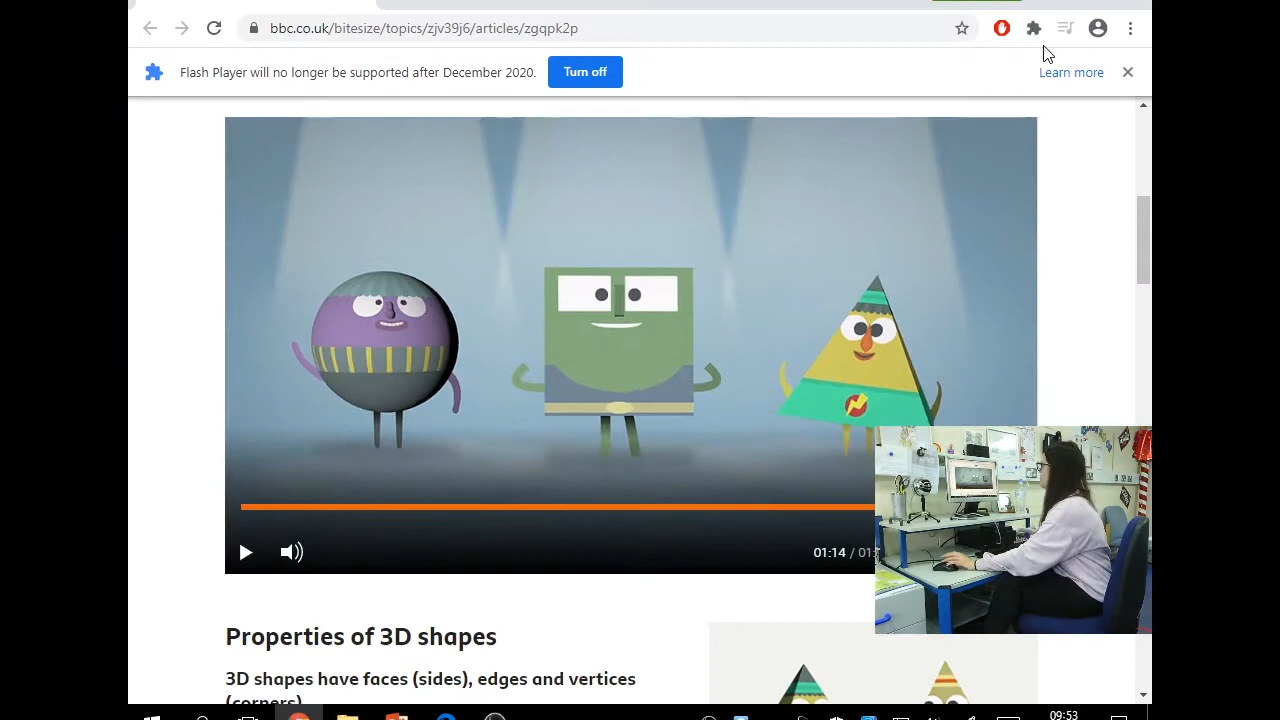 bbc.co.uk/bitesize/topics/zjv39j6/articles/zgqpk2p
Flash Player will no longer be supported after December 2020.
Turn off
Learn more
01:14 / 01:
Properties of 3D shapes
3D shapes have faces (sides), edges and vertices
(corners)
09:53